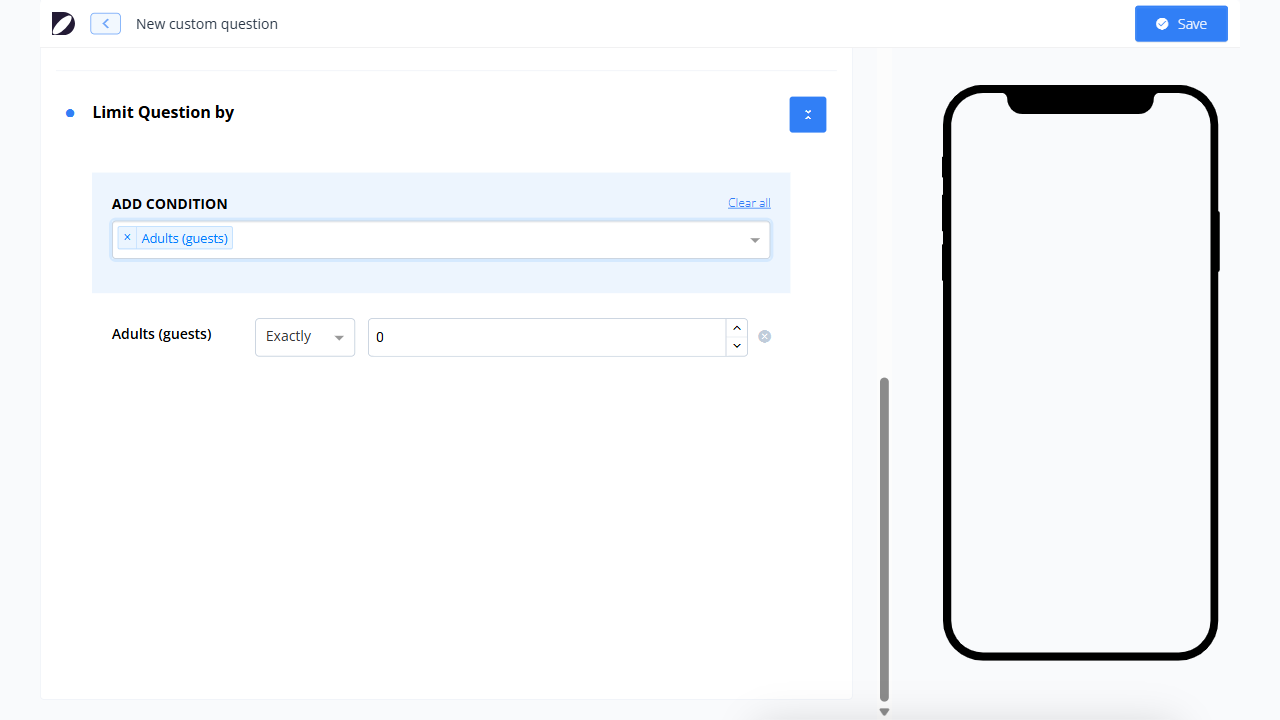 New custom question
Save
Limit Question by
ADD CONDITION
Clear all
× Adults (guests)
Adults (guests)
Exactly
0